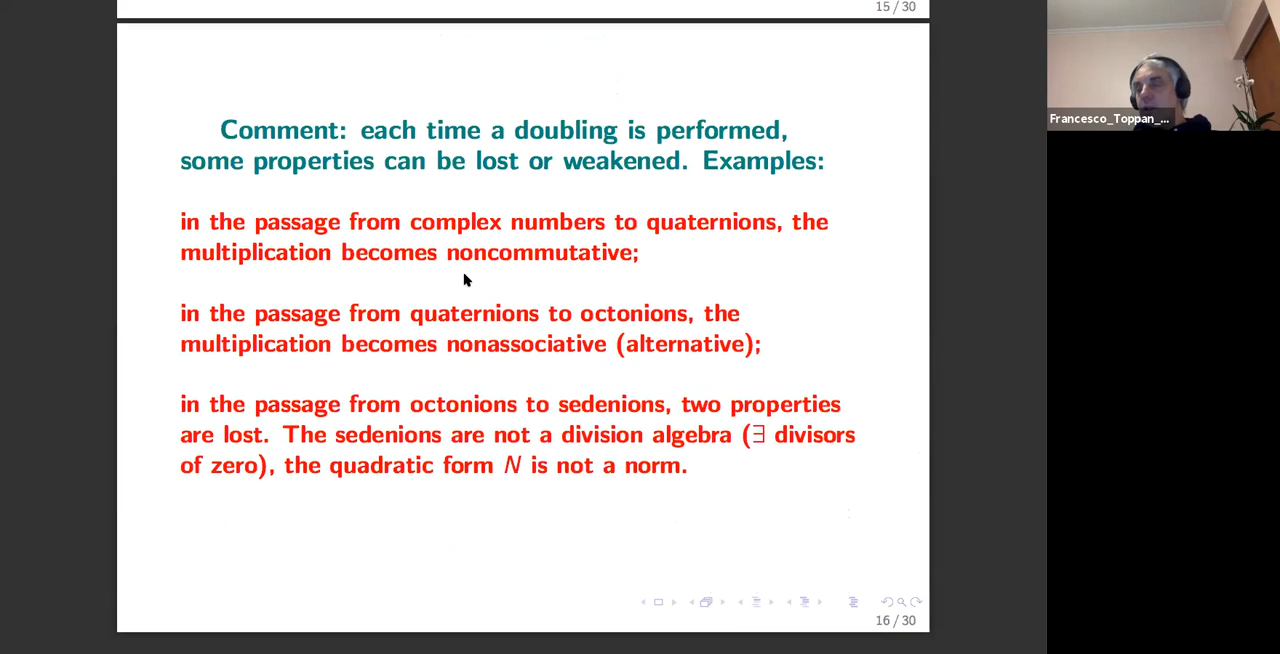 15 / 30
Comment: each time a doubling is performed,
some properties can be lost or weakened. Examples:
in the passage from complex numbers to quaternions, the
multiplication becomes noncommutative;
in the passage from quaternions to octonions, the
multiplication becomes nonassociative (alternative);
in the passage from octonions to sedenions, two properties
are lost. The sedenions are not a division algebra (∃ divisors
of zero), the quadratic form N is not a norm.
16 / 30
Francesco_Toppan_...